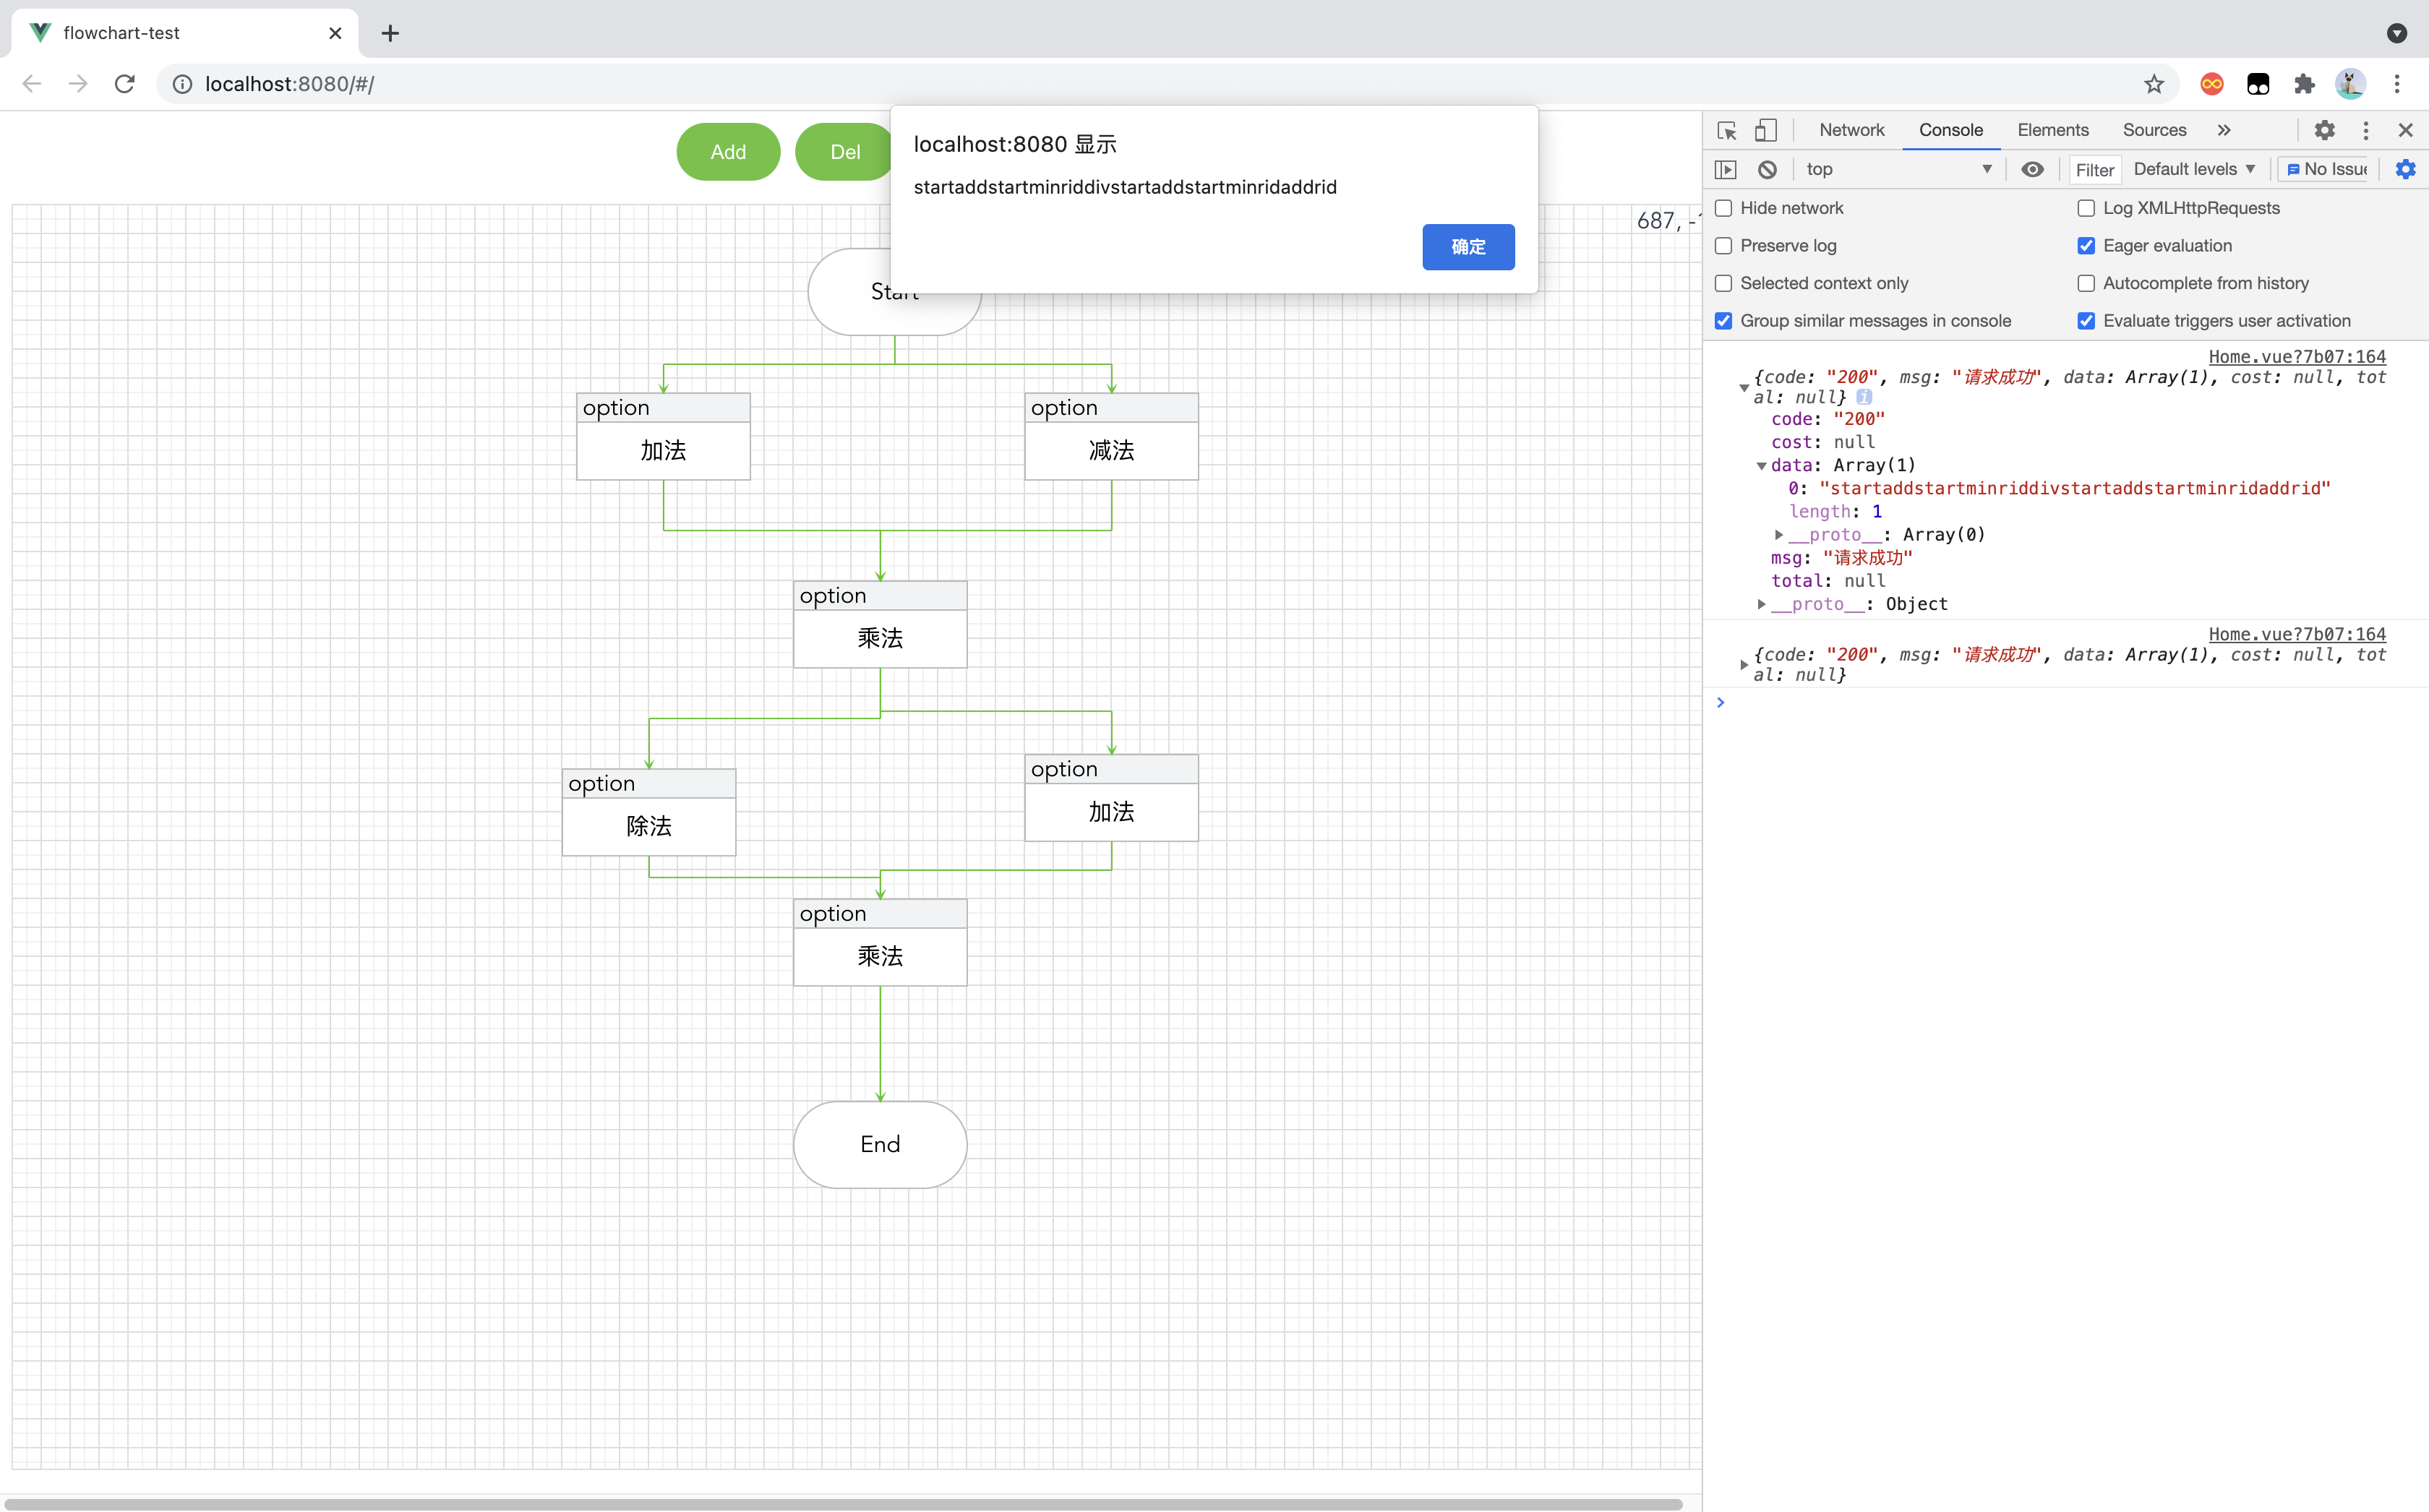 flowchart-test
localhost:8080/#/
Add
Del
localhost:8080 显示
startaddstartminriddivstartaddstartminridaddrid
确定
687, -1
Start
option
加法
option
减法
option
乘法
option
除法
option
加法
option
乘法
End
Network
Console
Elements
Sources
top
Filter
Default levels
No Issue
Hide network
Log XMLHttpRequests
Preserve log
Eager evaluation
Selected context only
Autocomplete from history
Group similar messages in console
Evaluate triggers user activation
Home.vue?7b07:164
{code: "200", msg: "请求成功", data: Array(1), cost: null, tot
al: null} i
code: "200"
cost: null
data: Array(1)
0: "startaddstartminriddivstartaddstartminridaddrid"
length: 1
__proto__: Array(0)
msg: "请求成功"
total: null
__proto__: Object
Home.vue?7b07:164
{code: "200", msg: "请求成功", data: Array(1), cost: null, tot
al: null}